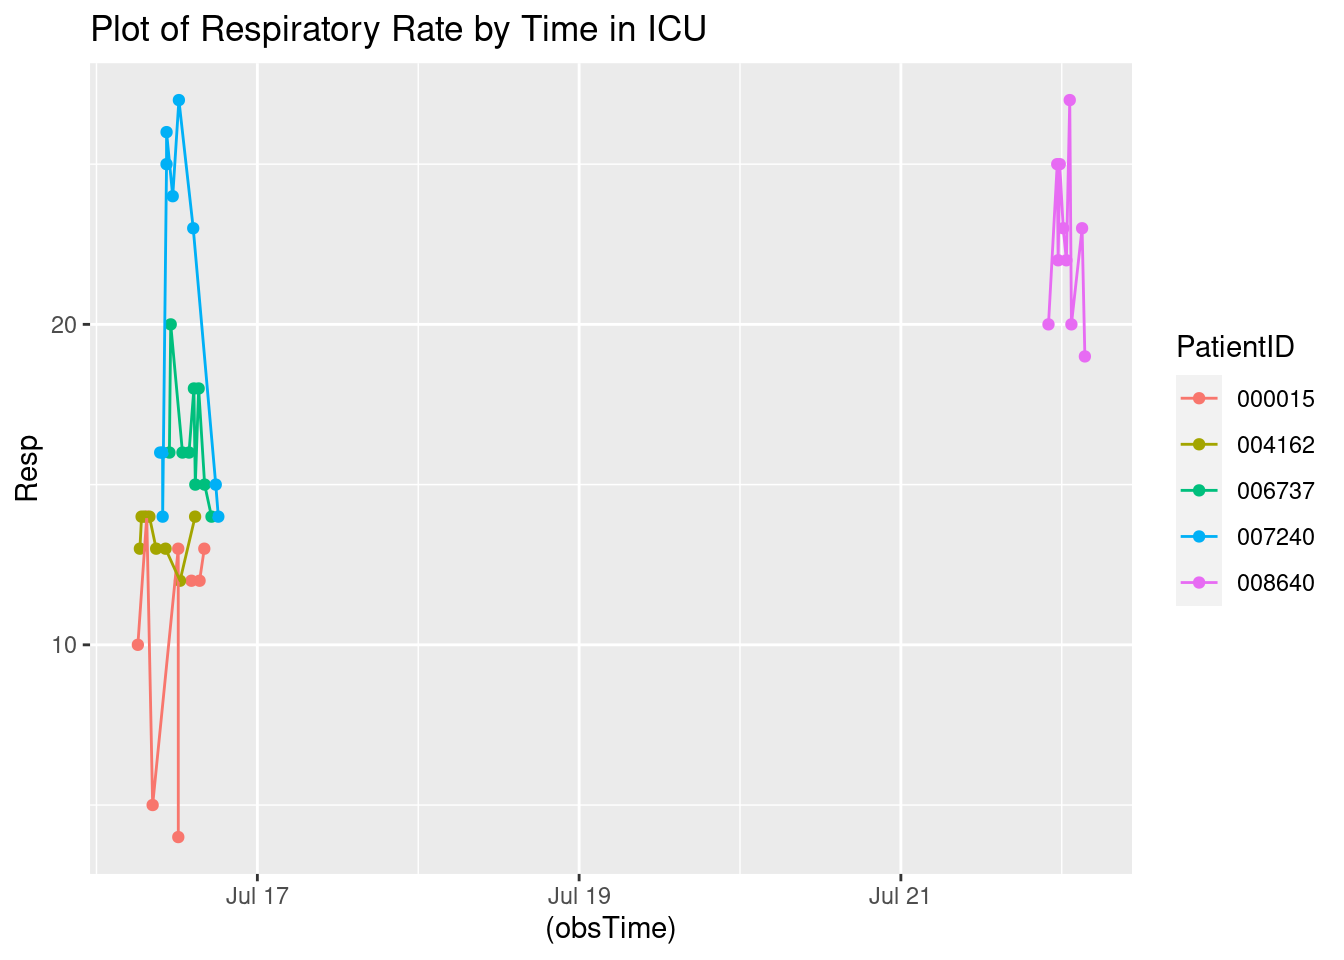 Plot of Respiratory Rate by Time in ICU
Resp
20
10
Jul 17
Jul 19
Jul 21
(obsTime)
PatientID
000015
004162
006737
007240
008640